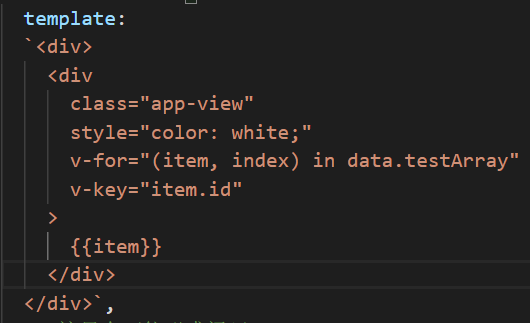 template:
`<div>
<div
class="app-view"
style="color: white;"
v-for="(item, index) in data.testArray"
v-key="item.id"
>
{{item}}
</div>
</div>`,